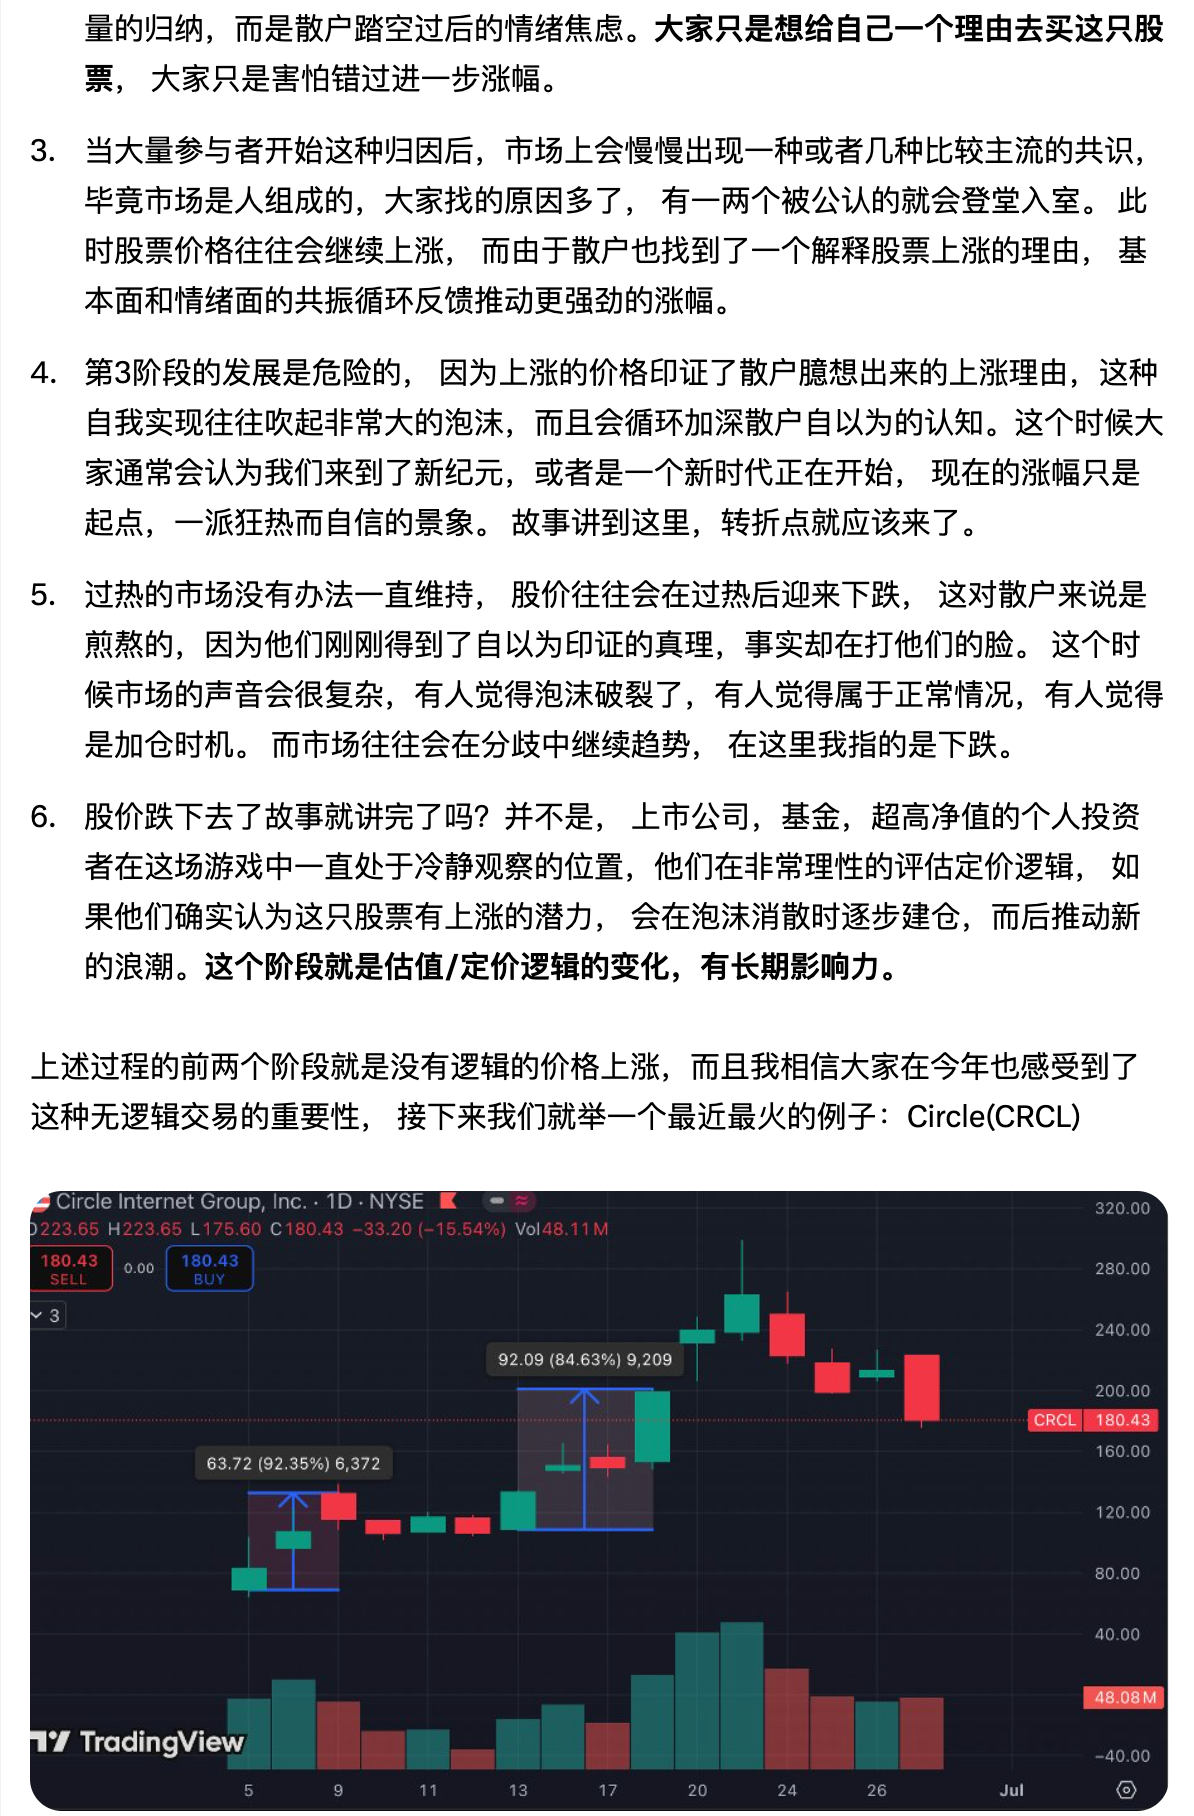 量的归纳，而是散户踏空过后的情绪焦虑。大家只是想给自己一个理由去买这只股
票， 大家只是害怕错过进一步涨幅。
3. 当大量参与者开始这种归因后，市场上会慢慢出现一种或者几种比较主流的共识，
毕竟市场是人组成的，大家找的原因多了， 有一两个被公认的就会登堂入室。 此
时股票价格往往会继续上涨， 而由于散户也找到了一个解释股票上涨的理由， 基
本面和情绪面的共振循环反馈推动更强劲的涨幅。
4. 第3阶段的发展是危险的， 因为上涨的价格印证了散户臆想出来的上涨理由，这种
自我实现往往吹起非常大的泡沫，而且会循环加深散户自以为的认知。这个时候大
家通常会认为我们来到了新纪元，或者是一个新时代正在开始， 现在的涨幅只是
起点，一派狂热而自信的景象。 故事讲到这里，转折点就应该来了。
5. 过热的市场没有办法一直维持， 股价往往会在过热后迎来下跌， 这对散户来说是
煎熬的，因为他们刚刚得到了自以为印证的真理，事实却在打他们的脸。 这个时
候市场的声音会很复杂，有人觉得泡沫破裂了，有人觉得属于正常情况，有人觉得
是加仓时机。 而市场往往会在分歧中继续趋势， 在这里我指的是下跌。
6. 股价跌下去了故事就讲完了吗？并不是， 上市公司，基金，超高净值的个人投资
者在这场游戏中一直处于冷静观察的位置，他们在非常理性的评估定价逻辑， 如
果他们确实认为这只股票有上涨的潜力， 会在泡沫消散时逐步建仓，而后推动新
的浪潮。这个阶段就是估值/定价逻辑的变化，有长期影响力。
上述过程的前两个阶段就是没有逻辑的价格上涨，而且我相信大家在今年也感受到了
这种无逻辑交易的重要性， 接下来我们就举一个最近最火的例子：Circle(CRCL)
Circle Internet Group, Inc. · 1D · NYSE
O223.65 H223.65 L175.60 C180.43 −33.20 (−15.54%) Vol48.11M
180.43 SELL 0.00 180.43 BUY
3
320.00
280.00
240.00
200.00
CRCL 180.43
160.00
120.00
80.00
40.00
48.08M
−40.00
92.09 (84.63%) 9,209
63.72 (92.35%) 6,372
TradingView
5 9 11 13 17 20 24 26 Jul